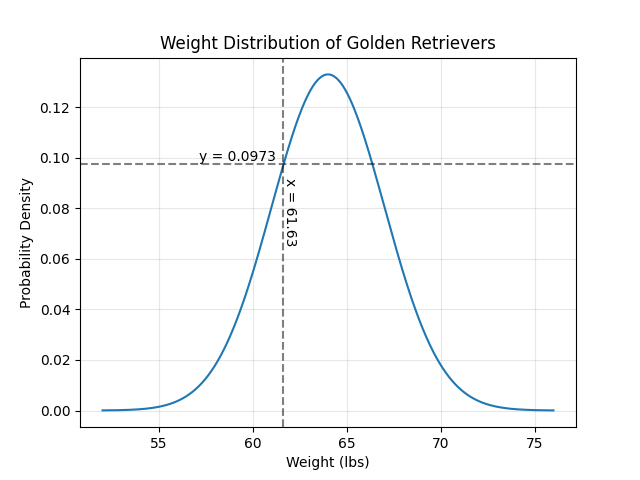 Weight Distribution of Golden Retrievers
Probability Density
0.12
0.10
0.08
0.06
0.04
0.02
0.00
y = 0.0973
x = 61.63
55
60
65
70
75
Weight (lbs)